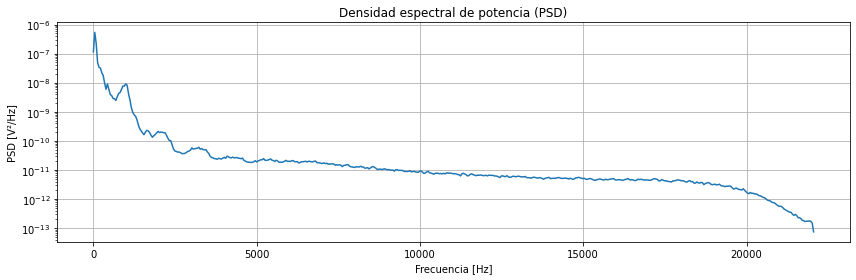 Densidad espectral de potencia (PSD)
PSD [V²/Hz]
10⁻⁶
10⁻⁷
10⁻⁸
10⁻⁹
10⁻¹⁰
10⁻¹¹
10⁻¹²
10⁻¹³
0 5000 10000 15000 20000
Frecuencia [Hz]